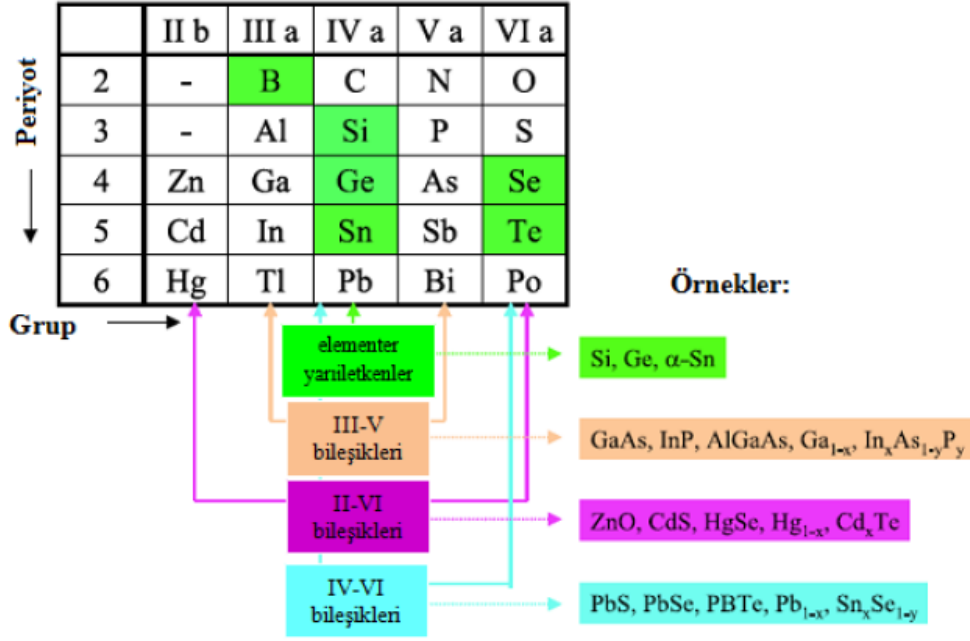 II b III a IV a V a VI a
Periyot
2 - B C N O
3 - Al Si P S
4 Zn Ga Ge As Se
5 Cd In Sn Sb Te
6 Hg Tl Pb Bi Po
Grup
Örnekler:
elementer
yarıiletkenler
Si, Ge, α-Sn
III-V
bileşikleri
GaAs, InP, AlGaAs, Ga₁₋ₓ, InₓAs₁₋yPy
II-VI
bileşikleri
ZnO, CdS, HgSe, Hg₁₋ₓ, CdₓTe
IV-VI
bileşikleri
PbS, PbSe, PBTe, Pb₁₋ₓ, SnₓSe₁₋y